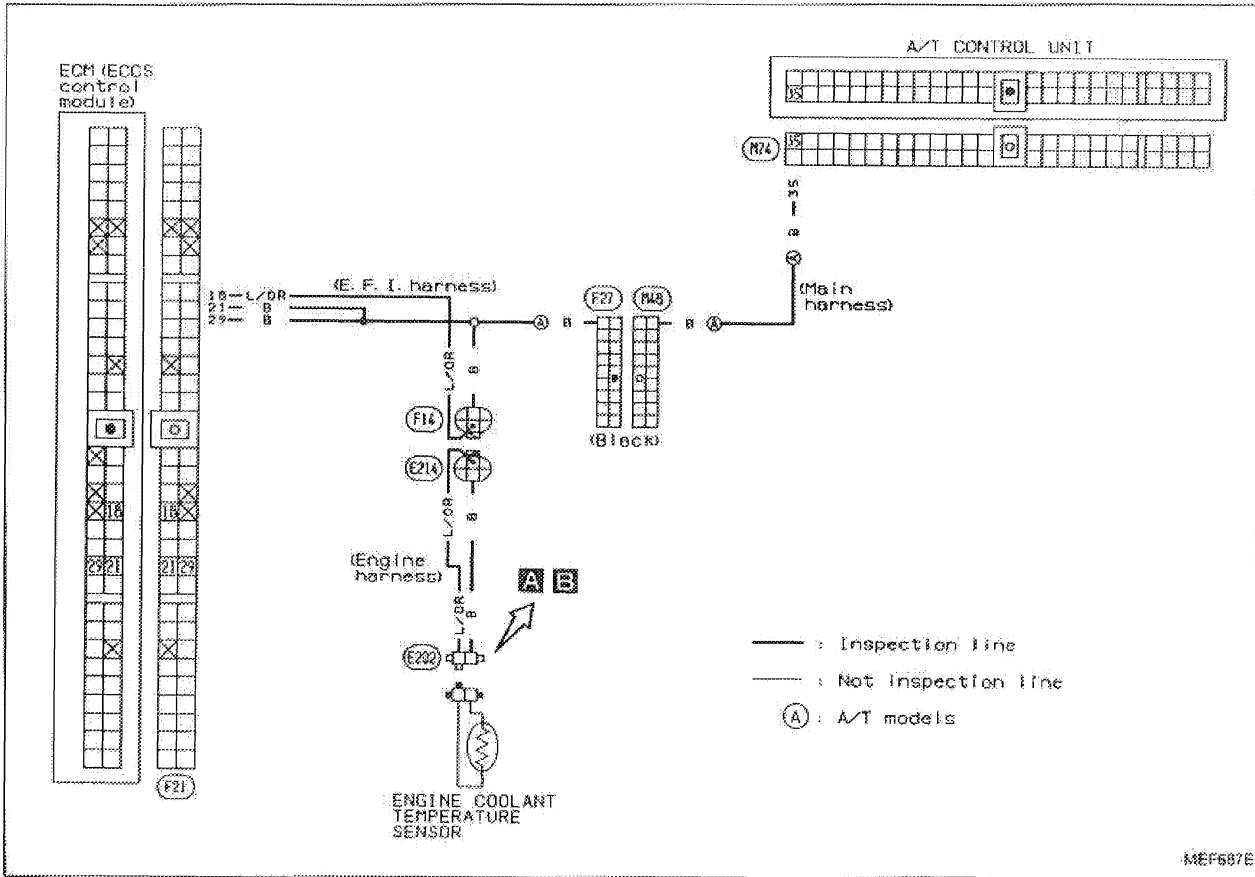 ECM (ECCS
control
module)
A/T CONTROL UNIT
35
M74
35
35
B
A
(Main
harness)
18 L/OR
21 B
29 B
(E. F. I. harness)
A
B
F27
M48
B
A
(Block)
L/OR
B
F14
E214
L/OR
B
(Engine
harness)
A B
L/OR
B
E202
18
18
29 21
21 29
F21
ENGINE COOLANT
TEMPERATURE
SENSOR
: Inspection line
: Not inspection line
A : A/T models
MEF687E